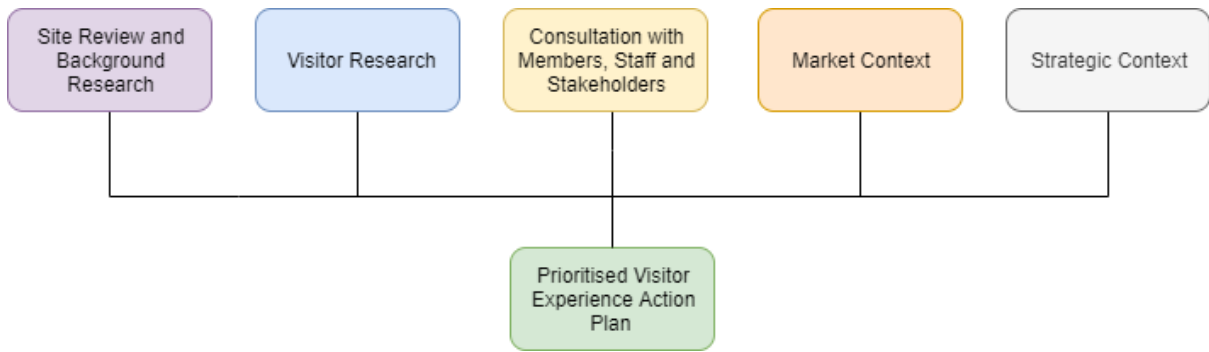 Site Review and
Background
Research
Visitor Research
Consultation with
Members, Staff and
Stakeholders
Market Context
Strategic Context
Prioritised Visitor
Experience Action
Plan